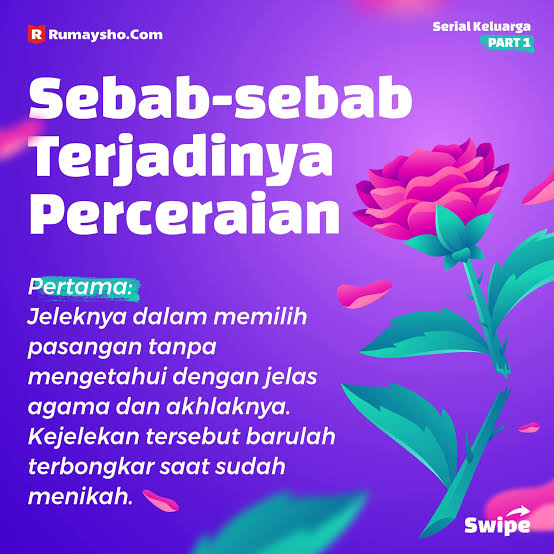 Rumaysho.Com
Serial Keluarga
PART 1
Sebab-sebab
Terjadinya
Perceraian
Pertama:
Jeleknya dalam memilih
pasangan tanpa
mengetahui dengan jelas
agama dan akhlaknya.
Kejelekan tersebut barulah
terbongkar saat sudah
menikah.
Swipe